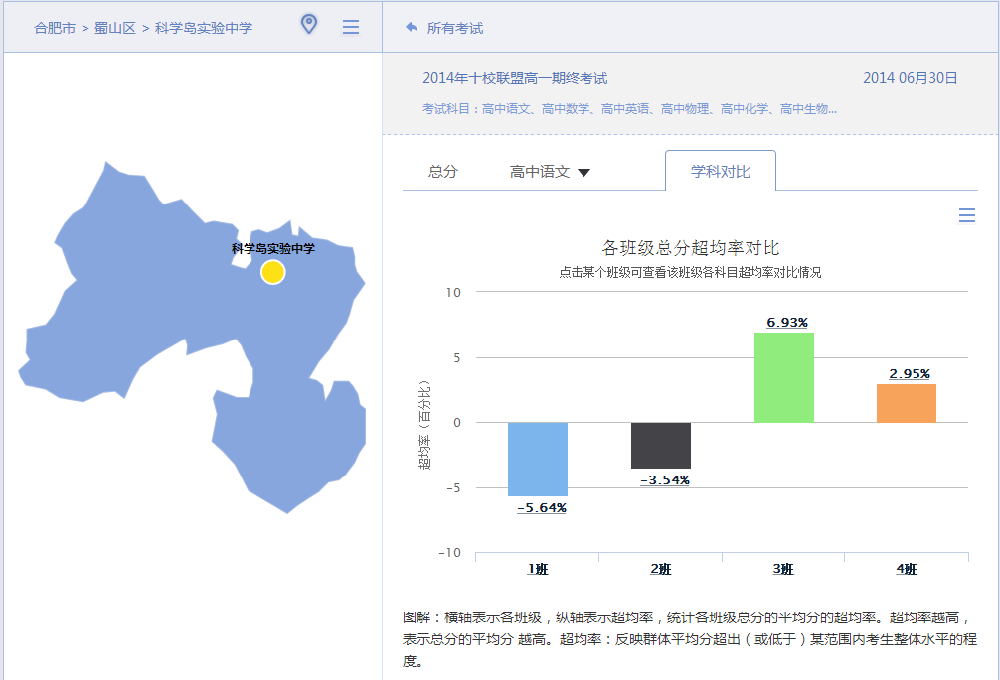 合肥市 > 蜀山区 > 科学岛实验中学
所有考试
2014年十校联盟高一期终考试
2014 06月30日
考试科目：高中语文、高中数学、高中英语、高中物理、高中化学、高中生物...
总分
高中语文
学科对比
科学岛实验中学
各班级总分超均率对比
点击某个班级可查看该班级各科目超均率对比情况
超均率（百分比）
10
5
0
-5
-10
-5.64%
-3.54%
6.93%
2.95%
1班
2班
3班
4班
图解：横轴表示各班级，纵轴表示超均率，统计各班级总分的平均分的超均率。超均率越高，
表示总分的平均分 越高。超均率：反映群体平均分超出（或低于）某范围内考生整体水平的程
度。